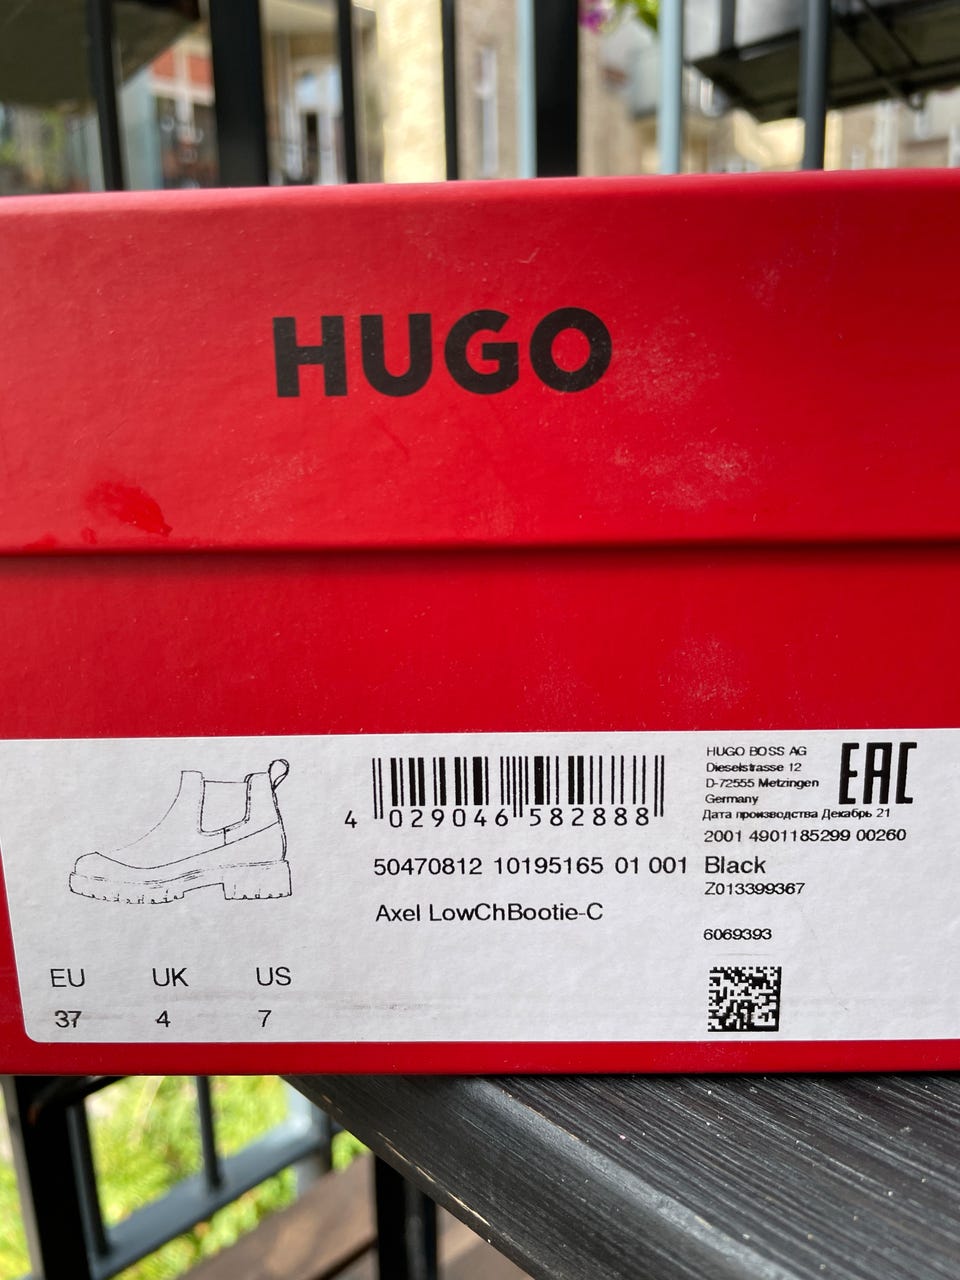 HUGO
HUGO BOSS AG
Dieselstrasse 12
D-72555 Metzingen
Germany
EAC
Дата производства Декабрь 21
2001 4901185299 00260
4 029046 582888
50470812 10195165 01 001 Black
Z013399367
Axel LowChBootie-C
6069393
EU UK US
37 4 7